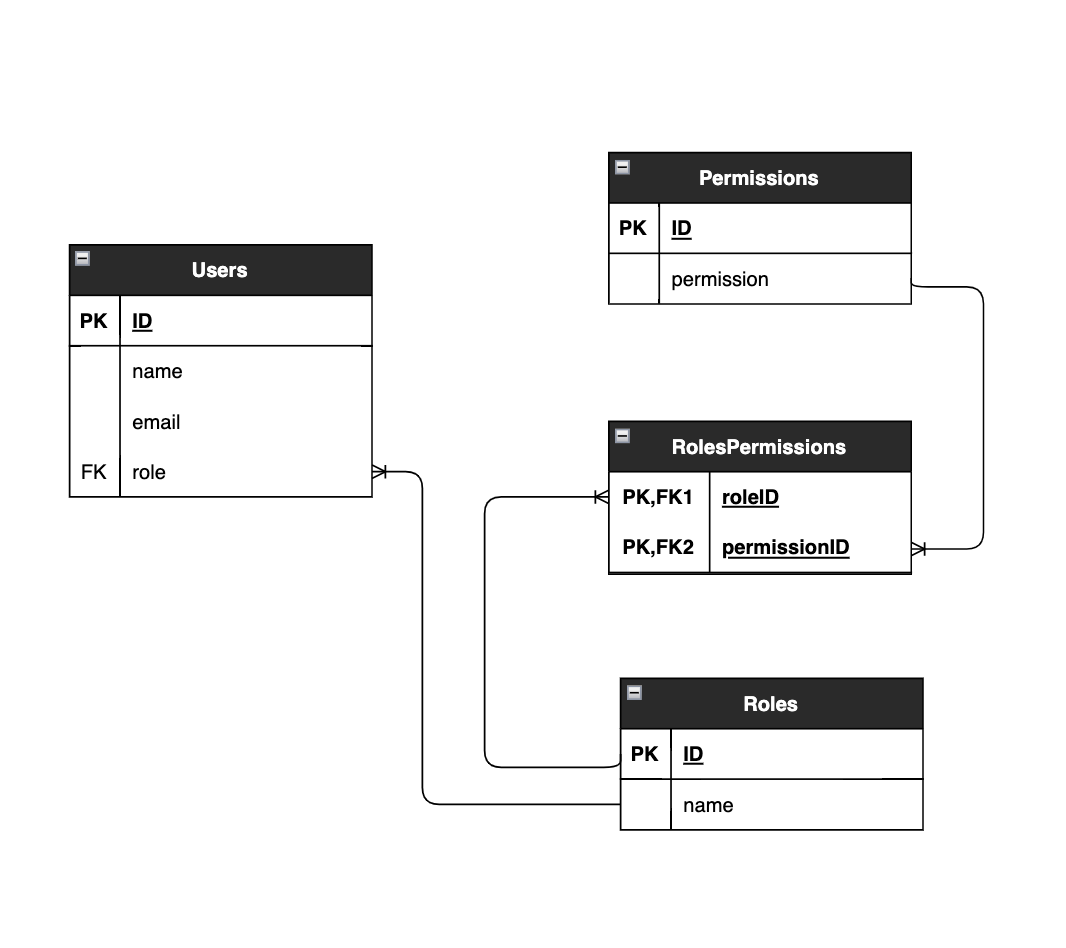 Permissions
PK ID
permission
Users
PK ID
name
email
FK role
RolesPermissions
PK,FK1 roleID
PK,FK2 permissionID
Roles
PK ID
name